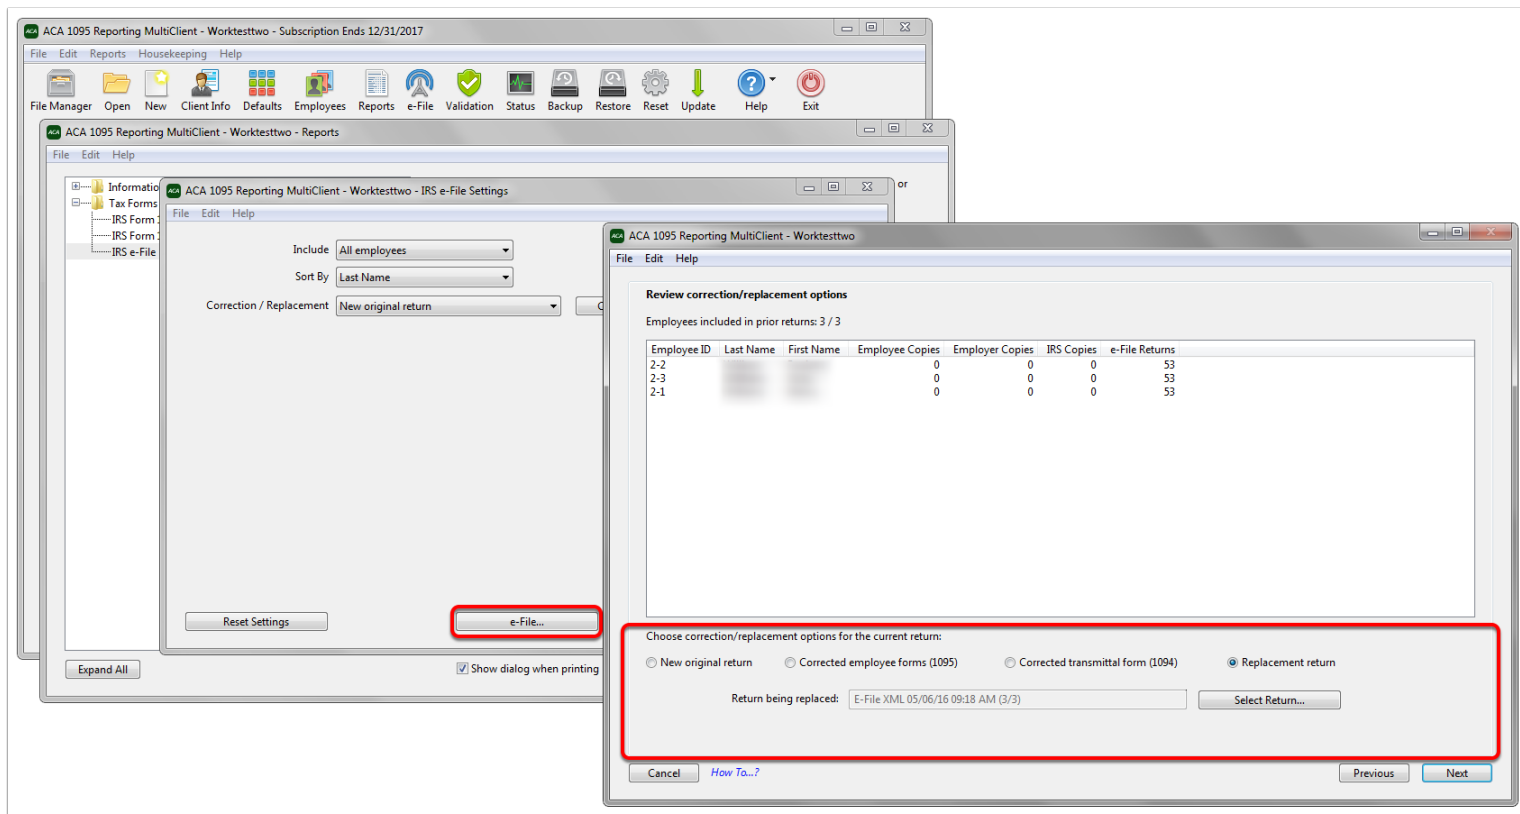 ACA 1095 Reporting MultiClient - Worktesttwo - Subscription Ends 12/31/2017
File Edit Reports Housekeeping Help
File Manager Open New Client Info Defaults Employees Reports e-File Validation Status Backup Restore Reset Update Help Exit
ACA 1095 Reporting MultiClient - Worktesttwo - Reports
File Edit Help
Informatio
or
Tax Forms
IRS Form
IRS Form
IRS e-File
ACA 1095 Reporting MultiClient - Worktesttwo - IRS e-File Settings
File Edit Help
Include All employees
Sort By Last Name
Correction / Replacement New original return
Reset Settings e-File...
Expand All Show dialog when printing
ACA 1095 Reporting MultiClient - Worktesttwo
File Edit Help
Review correction/replacement options
Employees included in prior returns: 3 / 3
Employee ID Last Name First Name Employee Copies Employer Copies IRS Copies e-File Returns
2-2 0 0 0 53
2-3 0 0 0 53
2-1 0 0 0 53
Choose correction/replacement options for the current return:
New original return Corrected employee forms (1095) Corrected transmittal form (1094) Replacement return
Return being replaced: E-File XML 05/06/16 09:18 AM (3/3) Select Return...
Cancel How To...? Previous Next